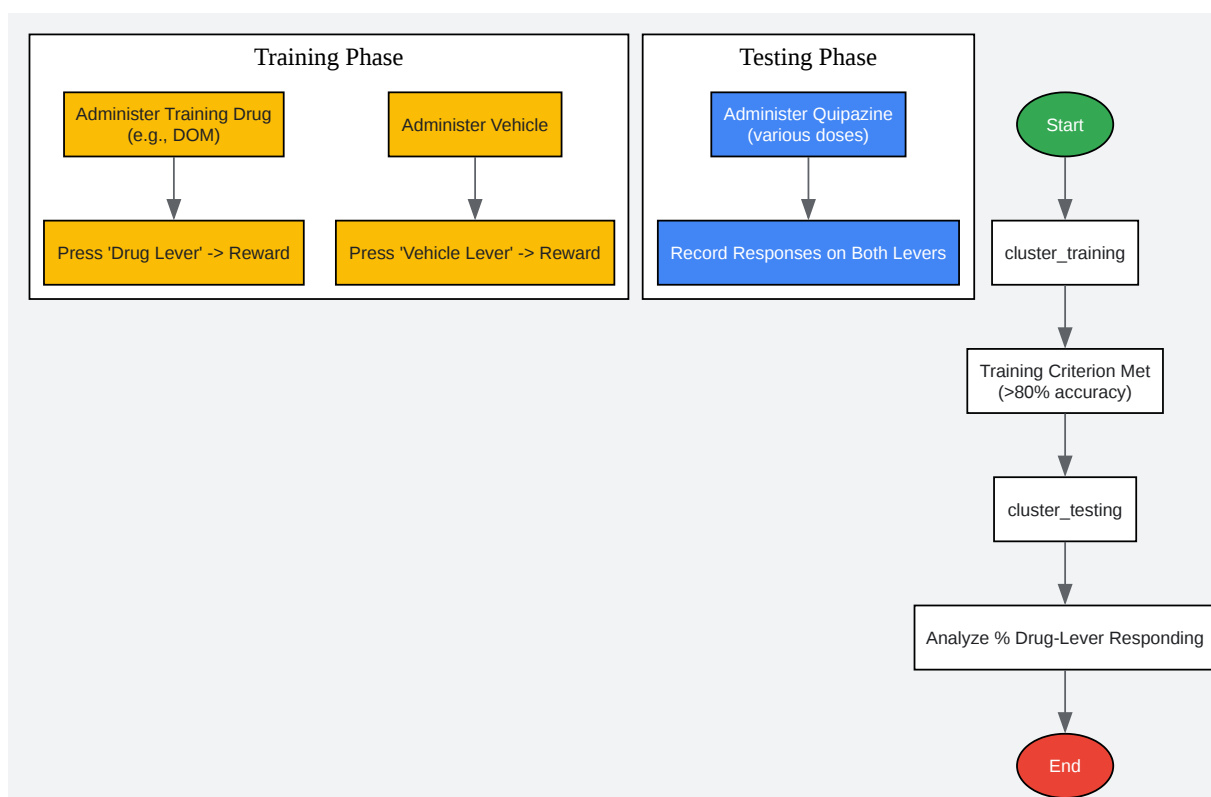 Training Phase
Administer Training Drug
(e.g., DOM)
Administer Vehicle
Press 'Drug Lever' -> Reward
Press 'Vehicle Lever' -> Reward
Testing Phase
Administer Quipazine
(various doses)
Record Responses on Both Levers
Start
cluster_training
Training Criterion Met
(>80% accuracy)
cluster_testing
Analyze % Drug-Lever Responding
End